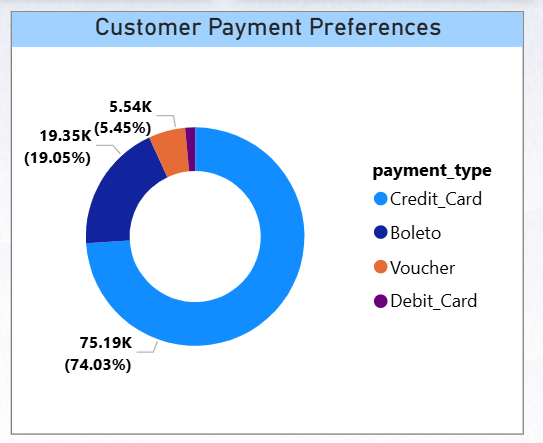 Customer Payment Preferences
5.54K
(5.45%)
19.35K
(19.05%)
75.19K
(74.03%)
payment_type
Credit_Card
Boleto
Voucher
Debit_Card